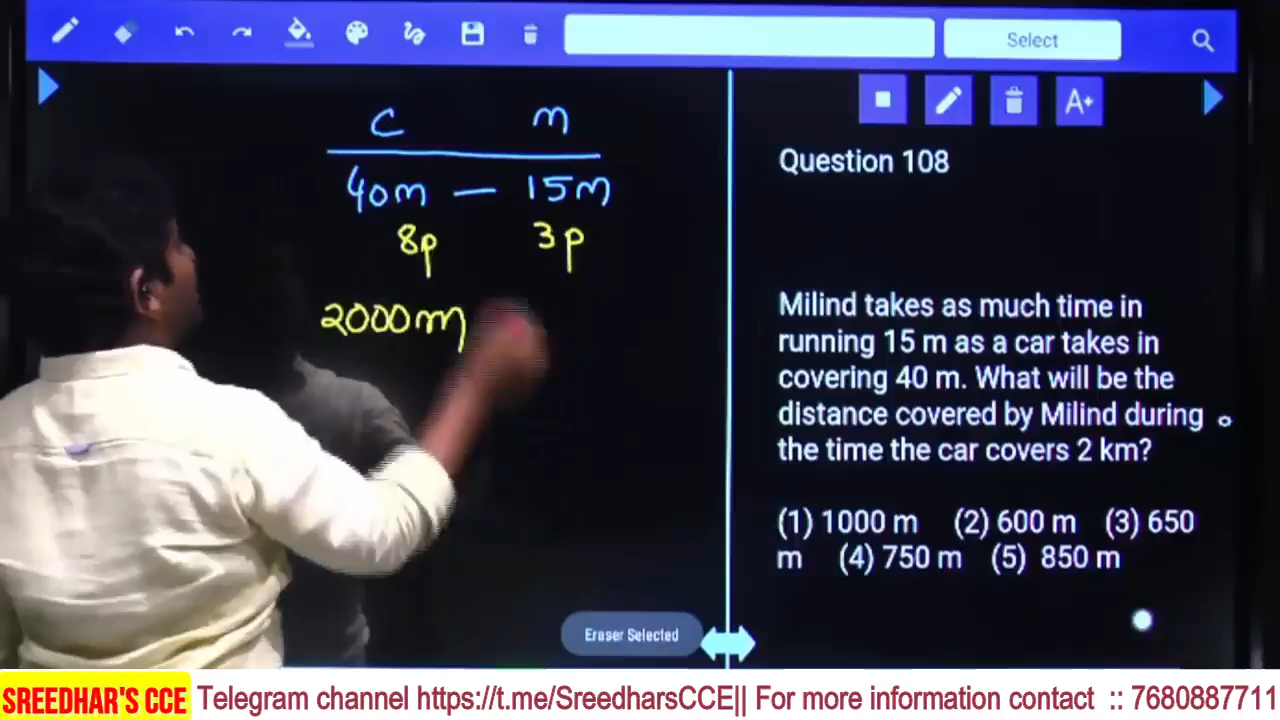 Select
C m
40m — 15m
8p 3p
2000m
A+
Question 108
Milind takes as much time in
running 15 m as a car takes in
covering 40 m. What will be the
distance covered by Milind during
the time the car covers 2 km?
(1) 1000 m (2) 600 m (3) 650
m (4) 750 m (5) 850 m
Eraser Selected
SREEDHAR'S CCE Telegram channel https://t.me/SreedharsCCE|| For more information contact :: 7680887711